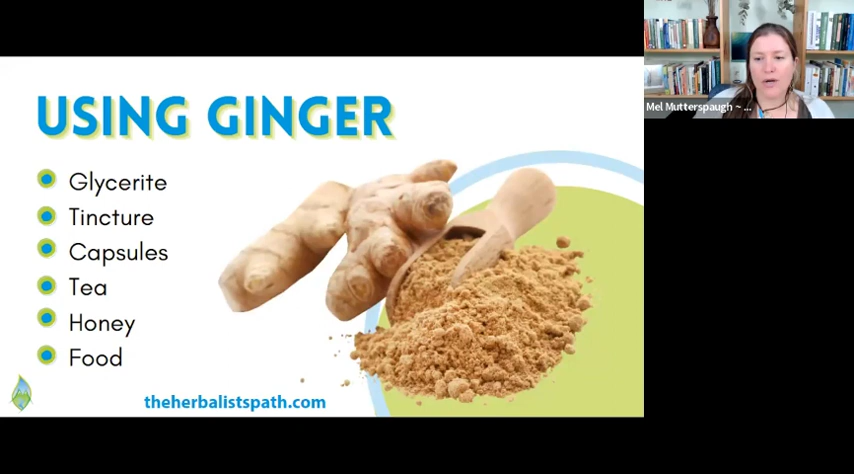 USING GINGER
Glycerite
Tincture
Capsules
Tea
Honey
Food
theherbalistspath.com
Mel Mutterspaugh ~ ...